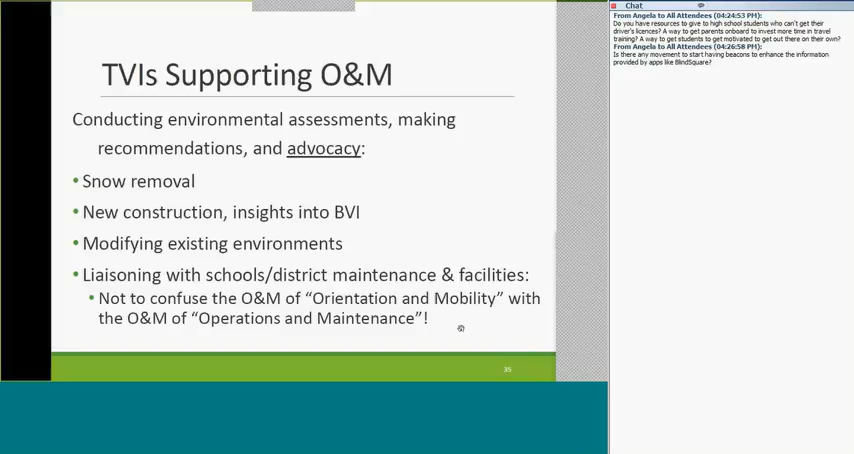 TVIs Supporting O&M
Conducting environmental assessments, making
recommendations, and advocacy:
• Snow removal
• New construction, insights into BVI
• Modifying existing environments
• Liaisoning with schools/district maintenance & facilities:
• Not to confuse the O&M of “Orientation and Mobility” with
the O&M of “Operations and Maintenance”!
35
Chat
From Angela to All Attendees (04:24:53 PM):
Do you have resources to give to high school students who can't get their
driver's licences? A way to get parents onboard to invest more time in travel
training? A way to get students to get motivated to get out there on their own?
From Angela to All Attendees (04:26:58 PM):
Is there any movement to start having beacons to enhance the information
provided by apps like BlindSquare?